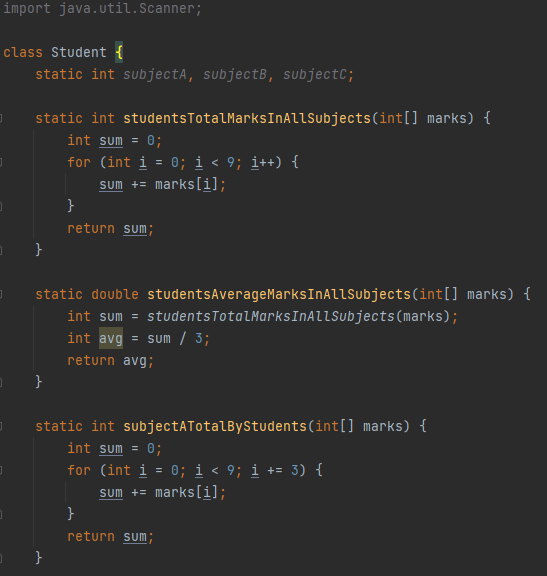 import java.util.Scanner;
class Student {
static int subjectA, subjectB, subjectC;
static int studentsTotalMarksInAllSubjects(int[] marks) {
int sum = 0;
for (int i = 0; i < 9; i++) {
sum += marks[i];
}
return sum;
}
static double studentsAverageMarksInAllSubjects(int[] marks) {
int sum = studentsTotalMarksInAllSubjects(marks);
int avg = sum / 3;
return avg;
}
static int subjectATotalByStudents(int[] marks) {
int sum = 0;
for (int i = 0; i < 9; i += 3) {
sum += marks[i];
}
return sum;
}